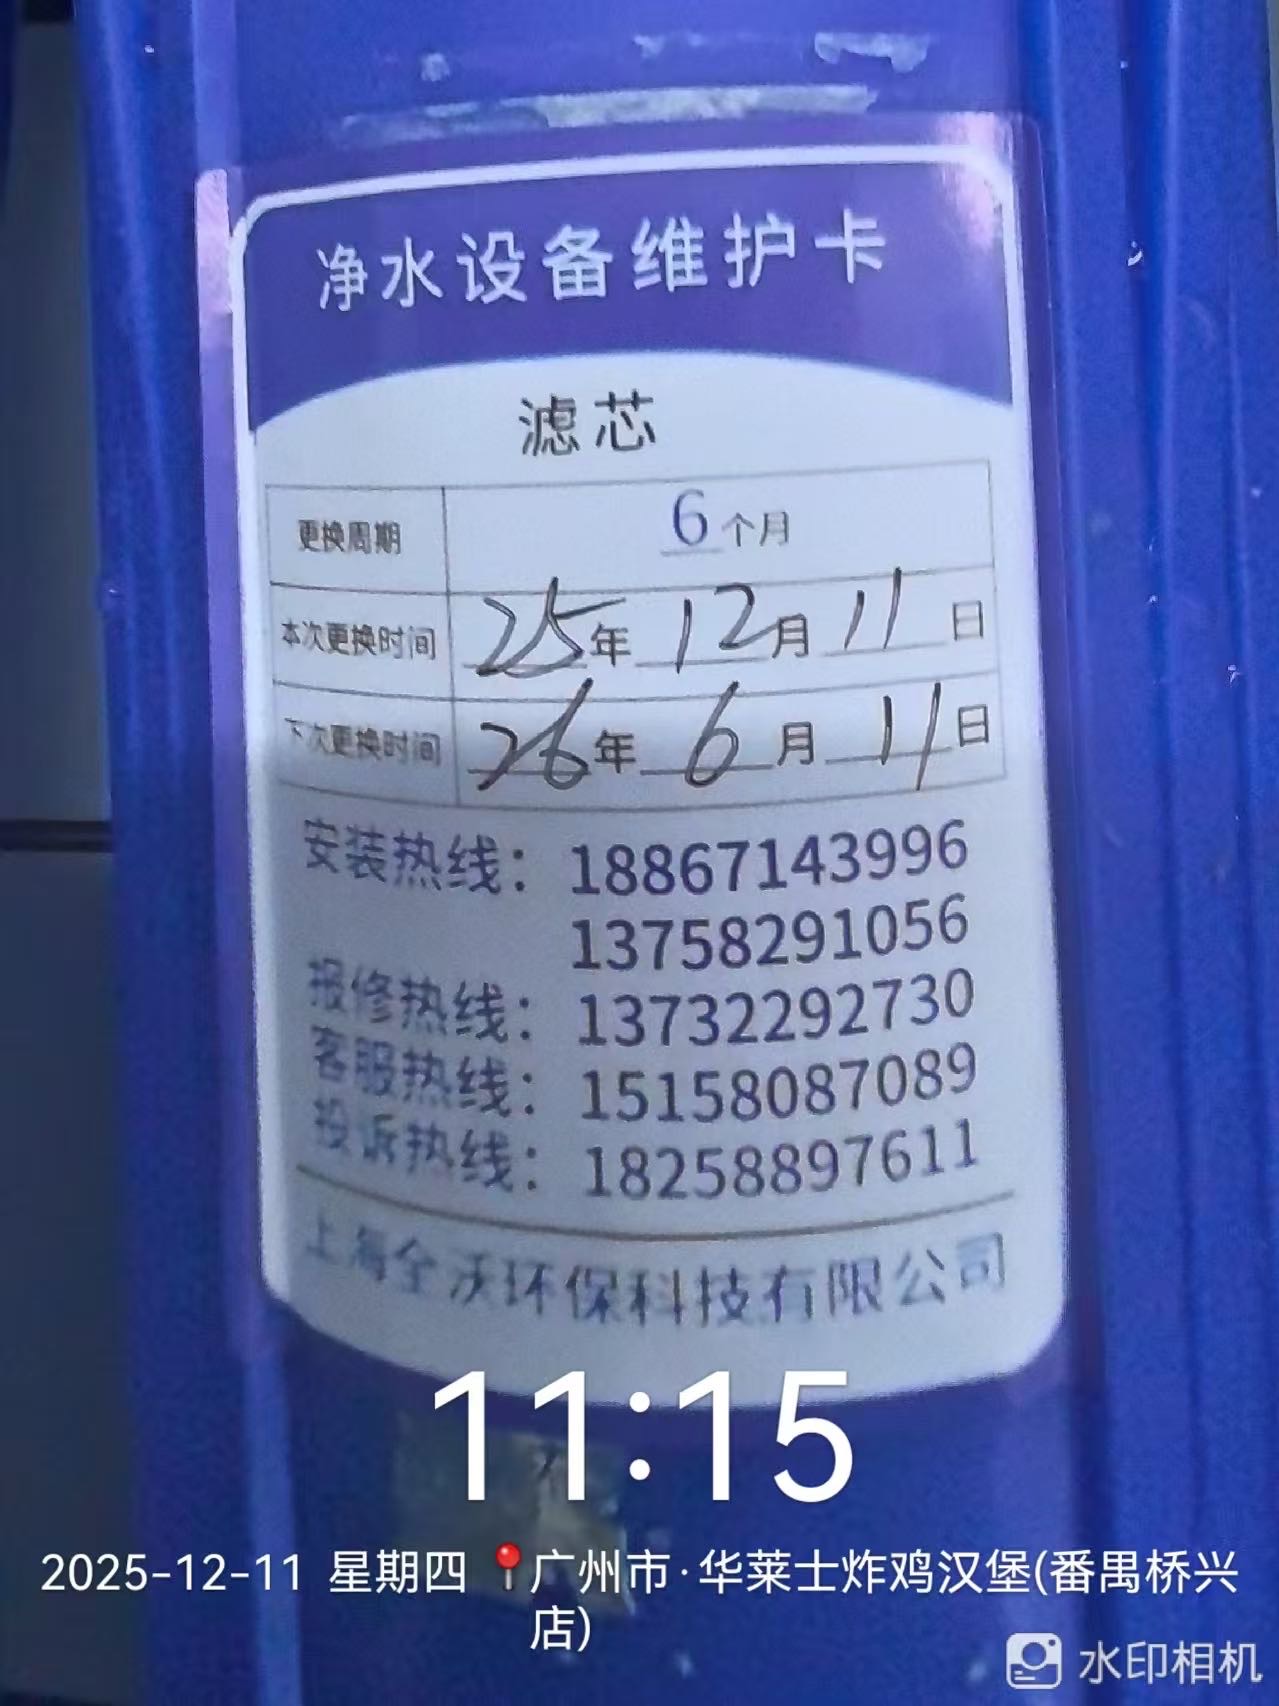 净水设备维护卡
滤芯
更换周期 6个月
本次更换时间 25年12月11日
下次更换时间 26年6月11日
安装热线：18867143996
13758291056
报修热线：13732292730
客服热线：15158087089
投诉热线：18258897611
上海全沃环保科技有限公司
11:15
2025-12-11 星期四 📍广州市·华莱士炸鸡汉堡(番禺桥兴
店)
水印相机